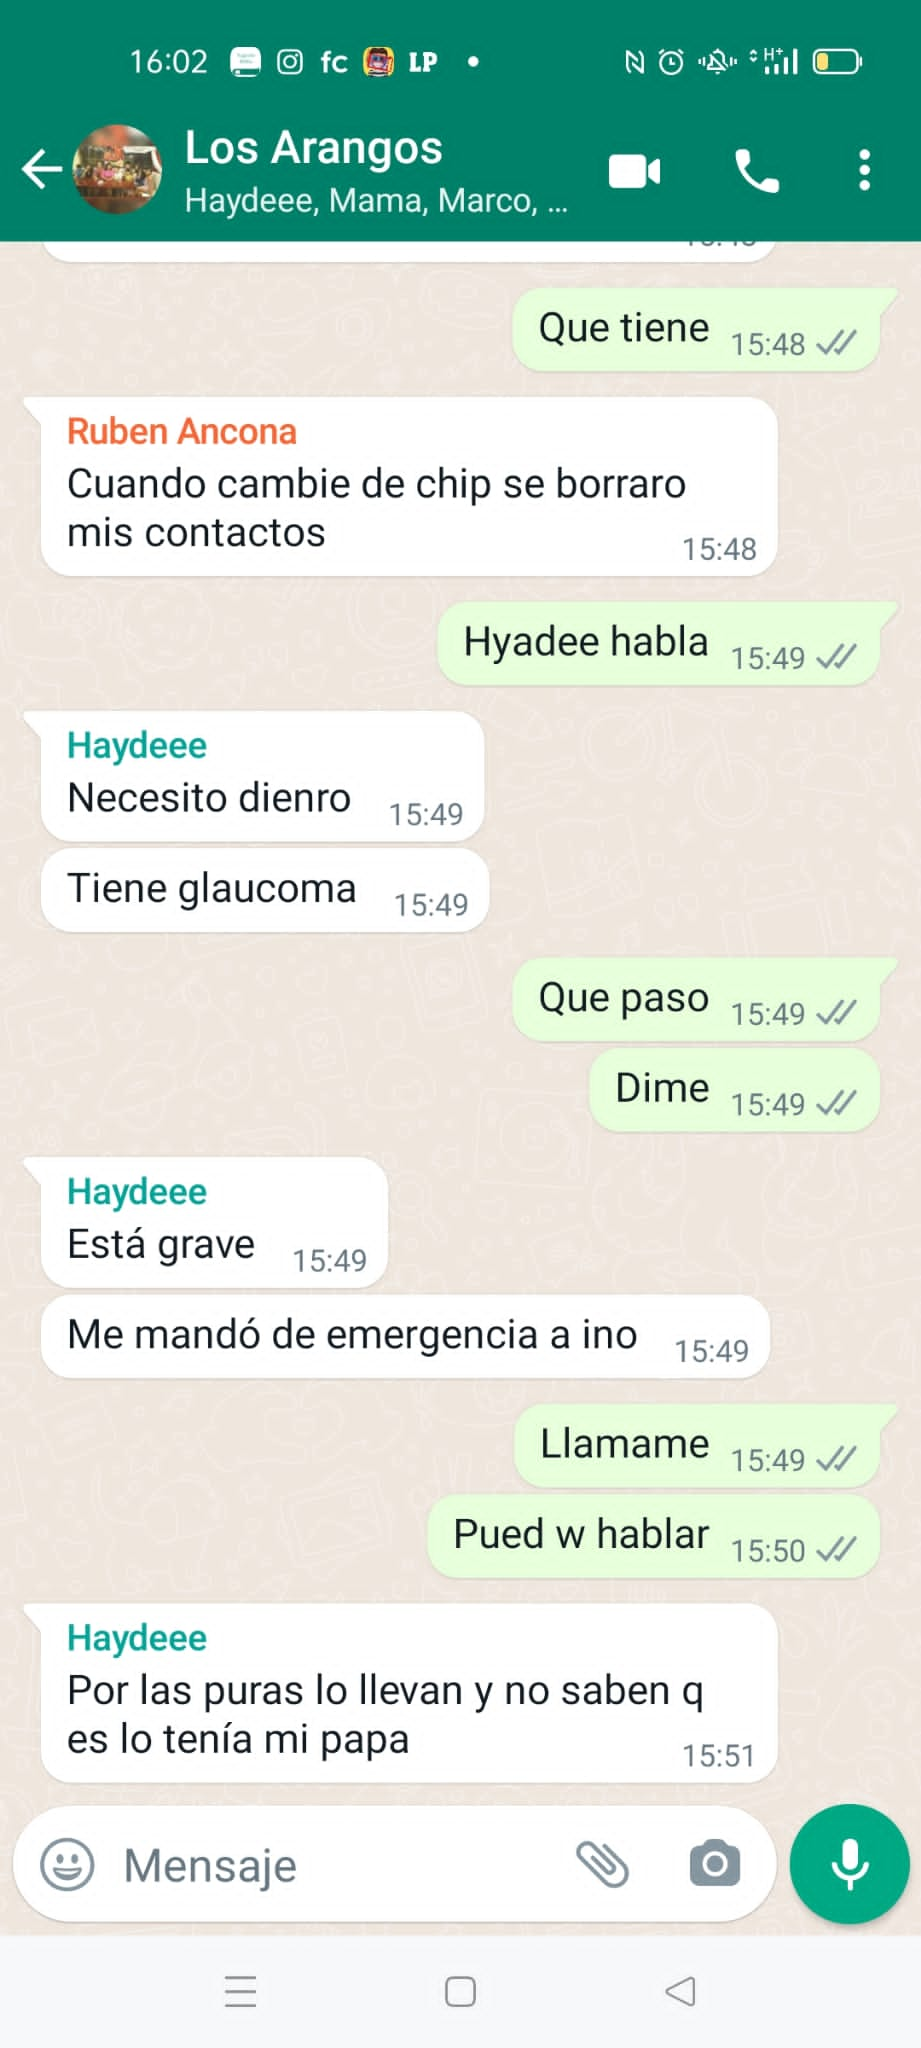 16:02 fc LP H+
Los Arangos
Haydeee, Mama, Marco, ...
Que tiene 15:48
Ruben Ancona
Cuando cambie de chip se borraro
mis contactos
15:48
Hyadee habla 15:49
Haydeee
Necesito dienro 15:49
Tiene glaucoma 15:49
Que paso 15:49
Dime 15:49
Haydeee
Está grave 15:49
Me mandó de emergencia a ino 15:49
Llamame 15:49
Pued w hablar 15:50
Haydeee
Por las puras lo llevan y no saben q
es lo tenía mi papa
15:51
Mensaje